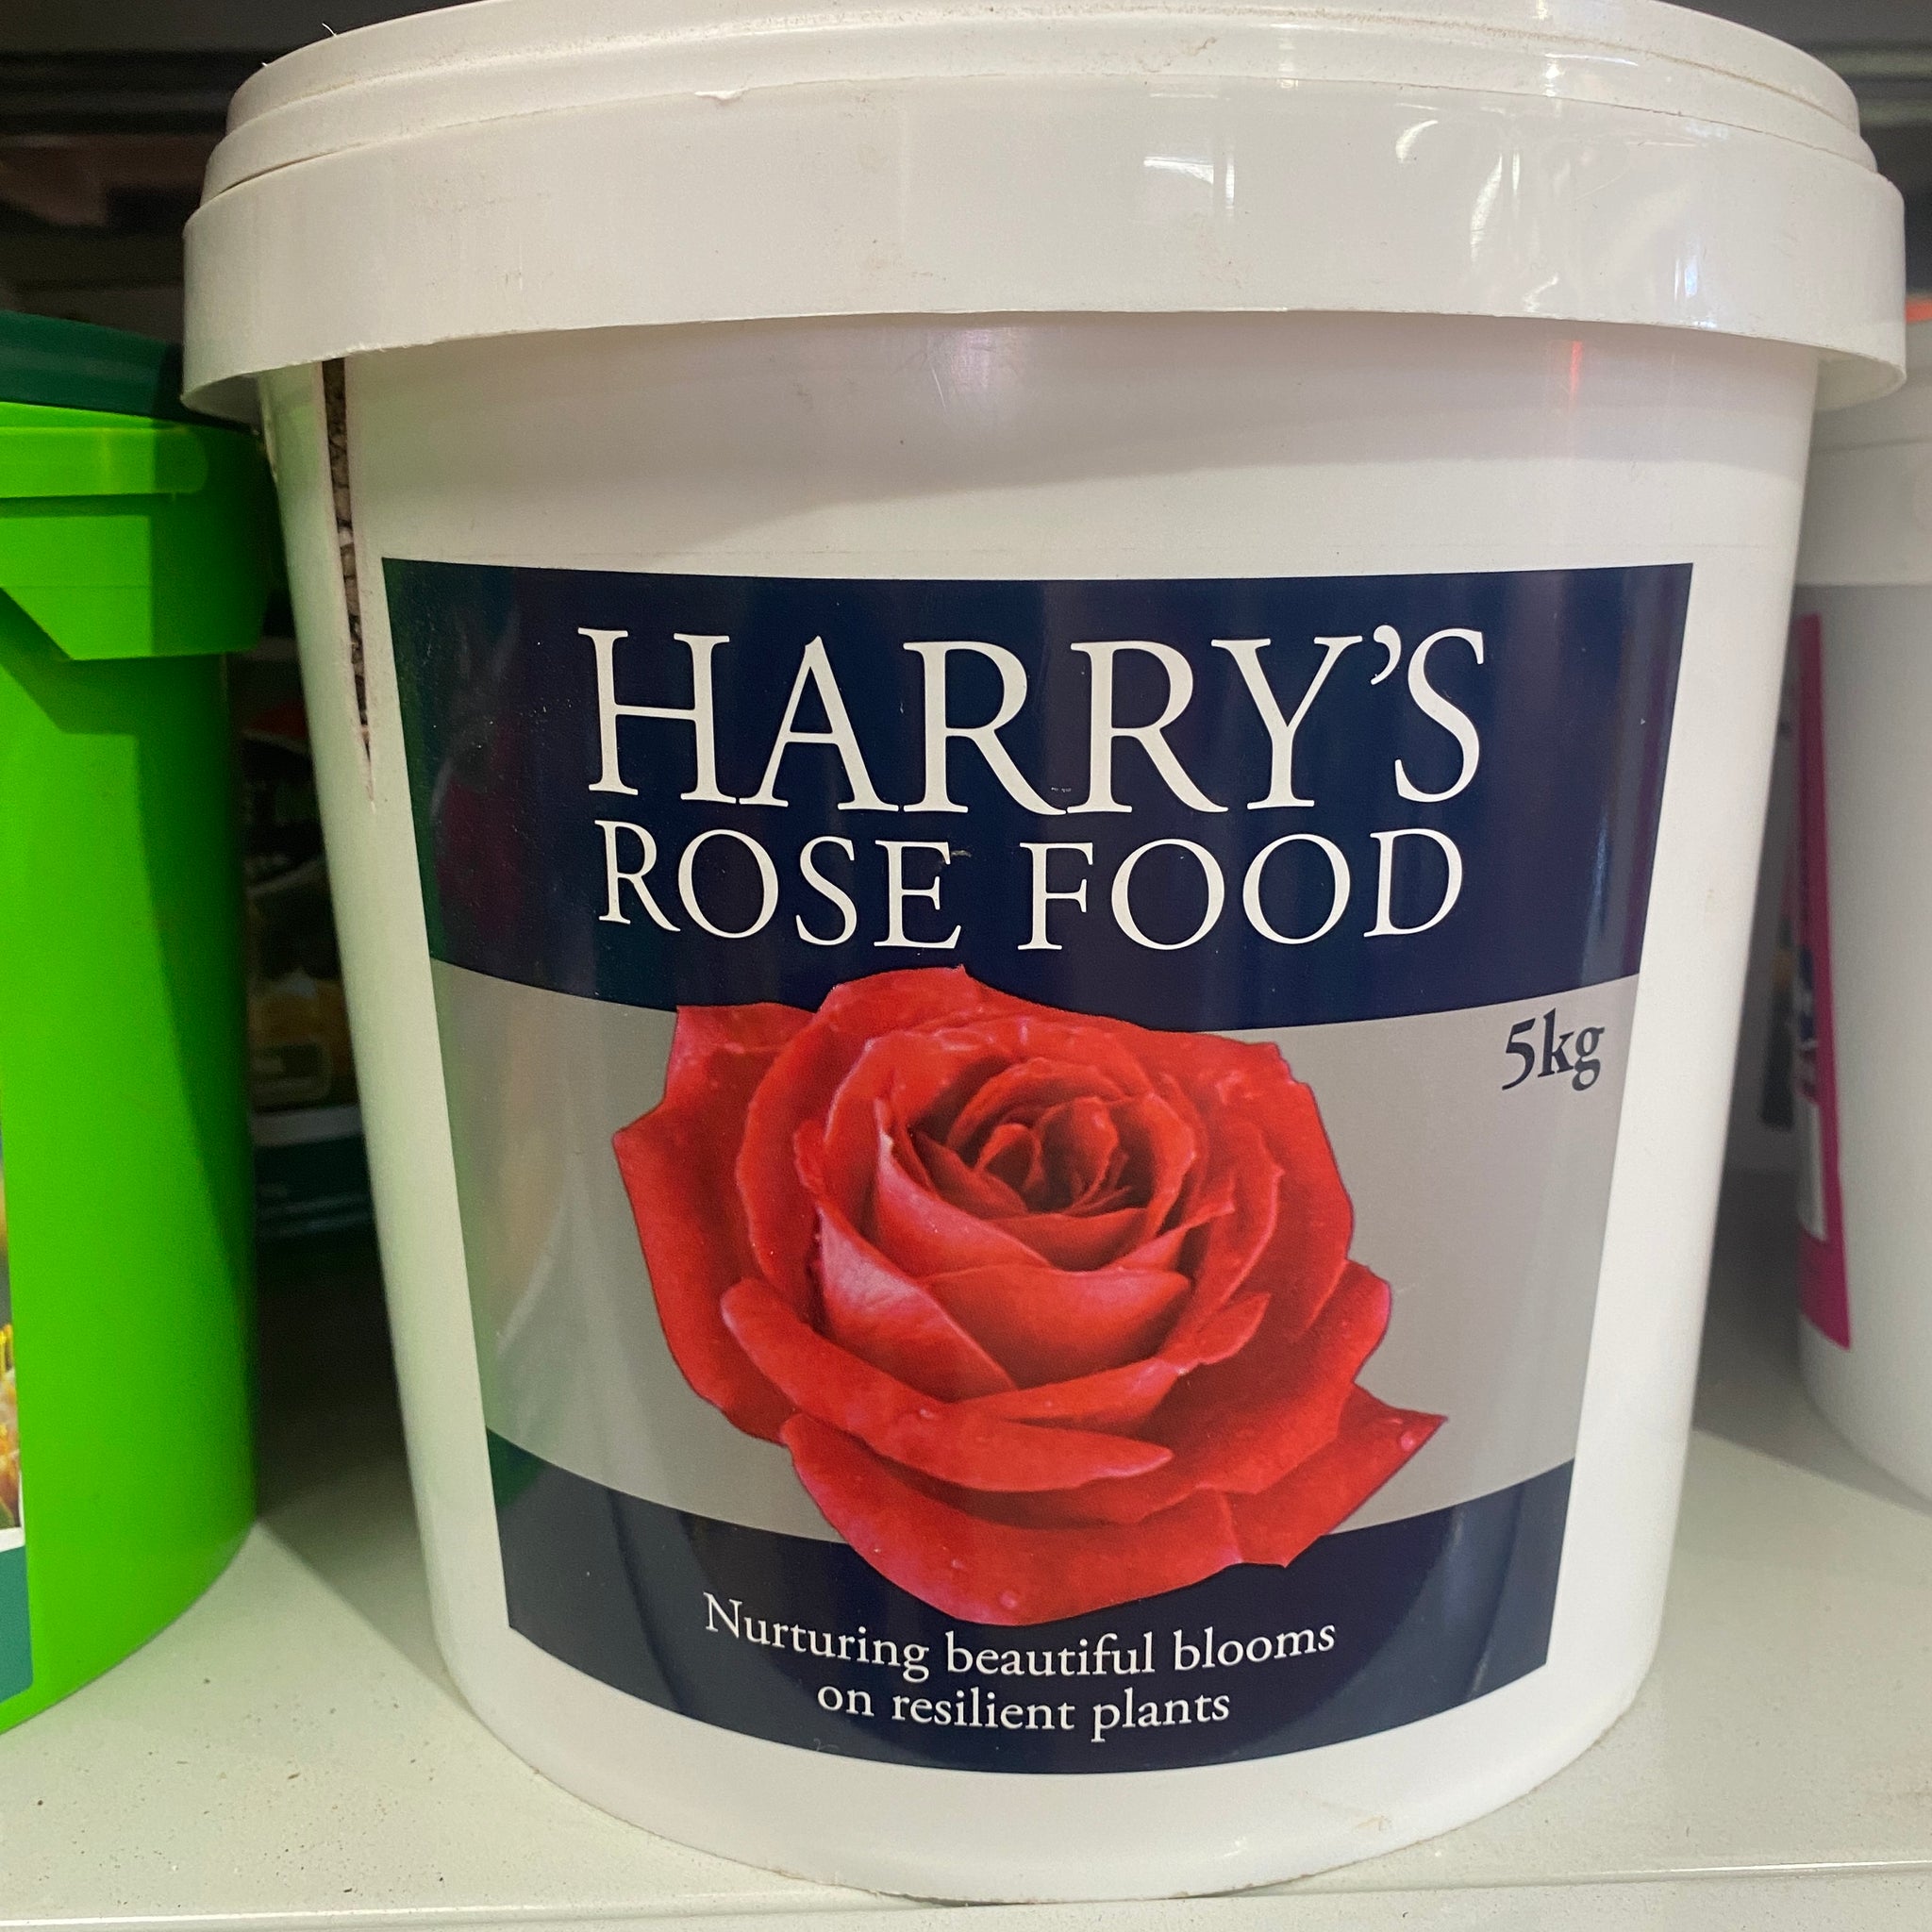 HARRY'S
ROSE FOOD
5kg
Nurturing beautiful blooms
on resilient plants